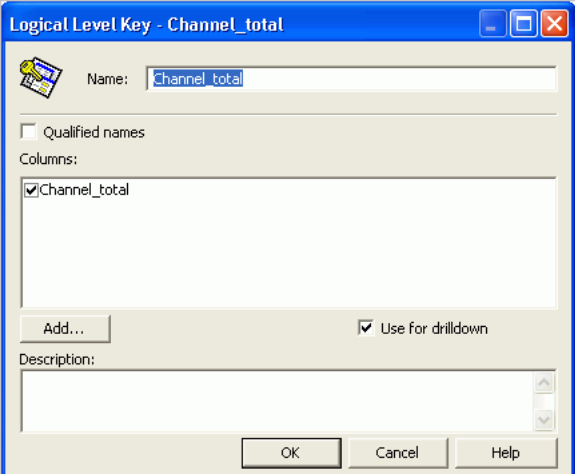 Logical Level Key - Channel_total
Name: Channel_total
Qualified names
Columns:
Channel_total
Add... Use for drilldown
Description:
OK Cancel Help